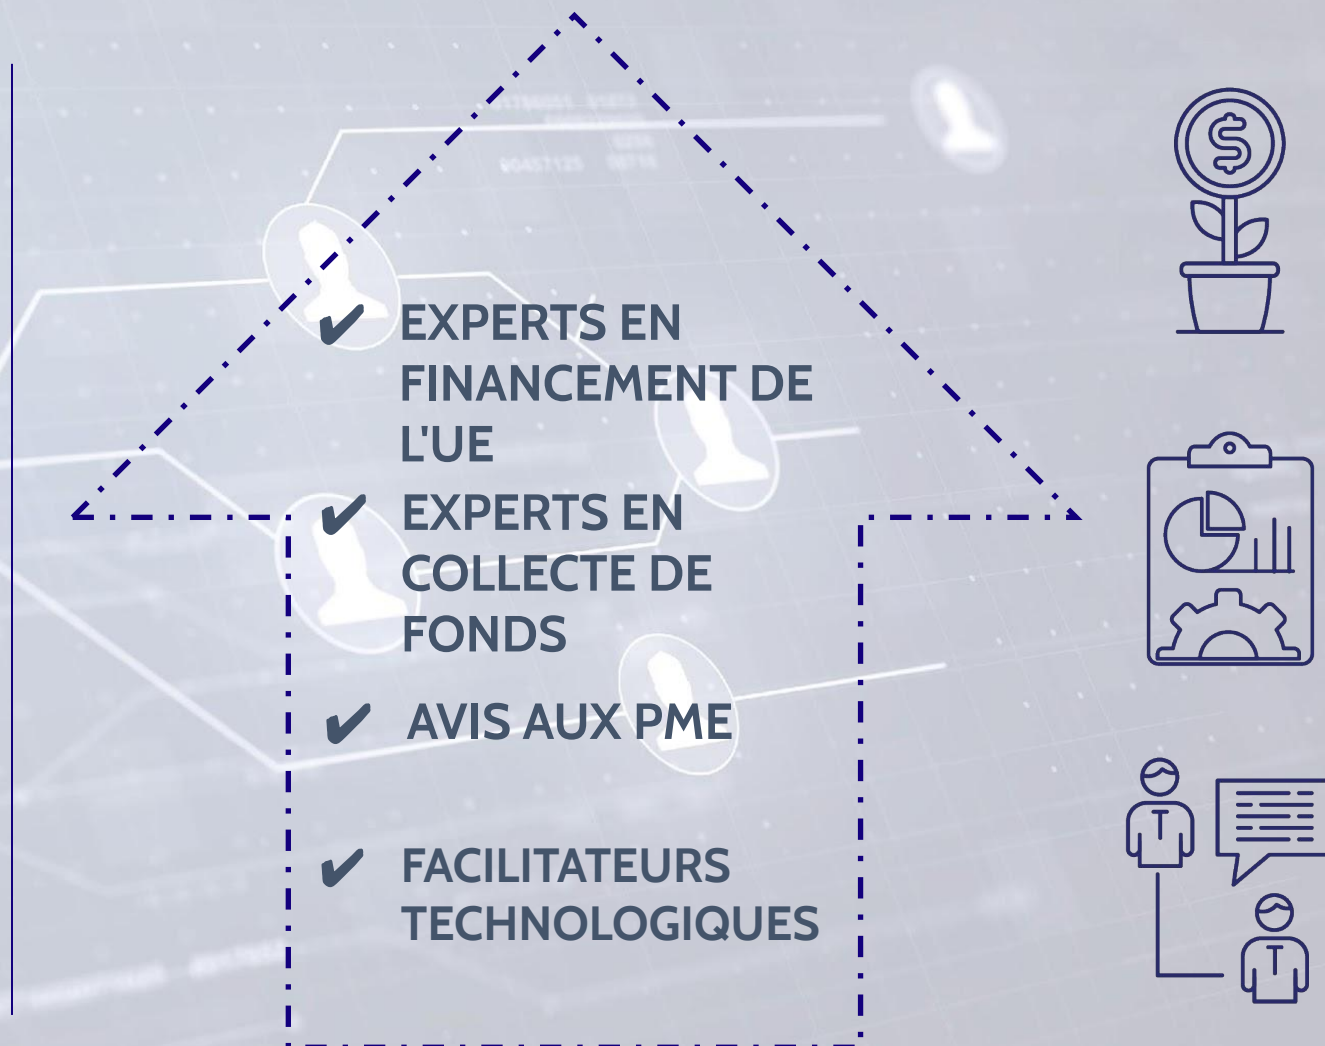 ✔ EXPERTS EN
FINANCEMENT DE
L'UE
✔ EXPERTS EN
COLLECTE DE
FONDS
✔ AVIS AUX PME
✔ FACILITATEURS
TECHNOLOGIQUES